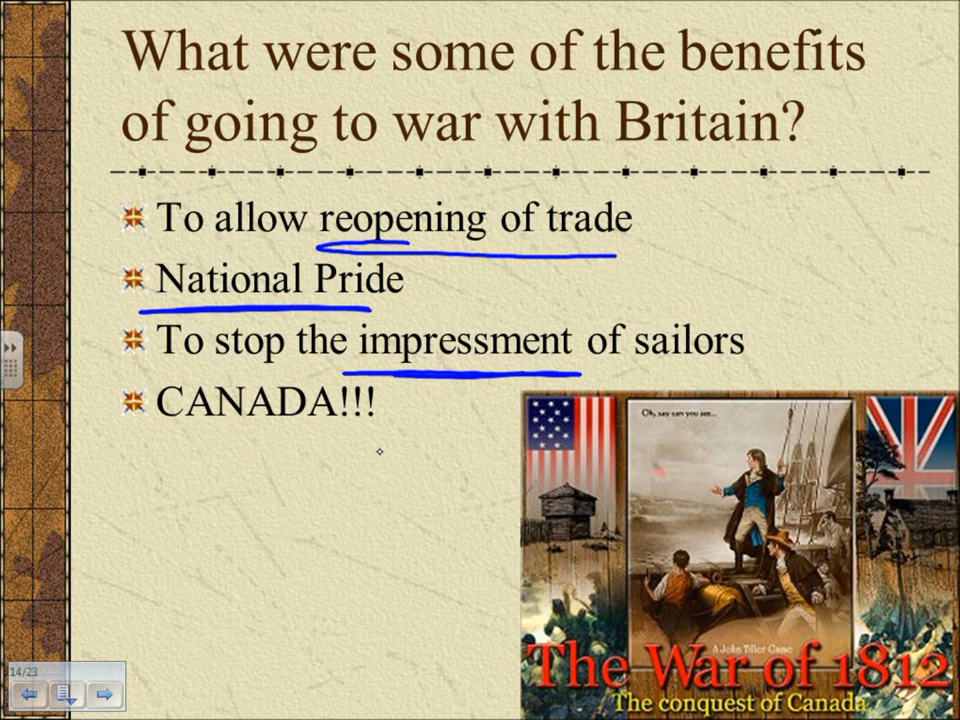 What were some of the benefits
of going to war with Britain?
To allow reopening of trade
National Pride
To stop the impressment of sailors
CANADA!!!
Oh, say can you see...
A John Tiller Game
The War of 1812
The conquest of Canada
14/23